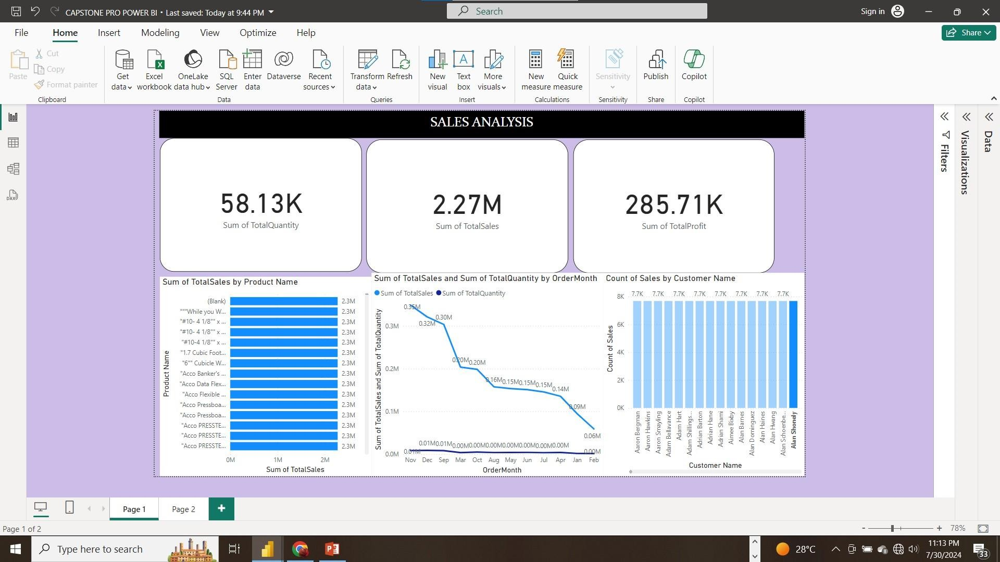 CAPSTONE PRO POWER BI • Last saved: Today at 9:44 PM
Search
Sign in
File
Home
Insert
Modeling
View
Optimize
Help
Share
Paste
Cut
Copy
Format painter
Clipboard
Get data
Excel workbook
OneLake data hub
SQL Server
Enter data
Dataverse
Recent sources
Data
Transform data
Refresh
Queries
New visual
Text box
More visuals
Insert
New measure
Quick measure
Calculations
Sensitivity
Sensitivity
Publish
Share
Copilot
Copilot
DAX
SALES ANALYSIS
58.13K
Sum of TotalQuantity
2.27M
Sum of TotalSales
285.71K
Sum of TotalProfit
Filters
Visualizations
Data
Sum of TotalSales by Product Name
Product Name
(Blank) 2.3M
"""While you W... 2.3M
"#10- 4 1/8"" x ... 2.3M
"#10- 4 1/8"" x ... 2.3M
"#10-4 1/8"" x ... 2.3M
"1.7 Cubic Foot... 2.3M
"6"" Cubicle W... 2.3M
"Acco Banker's ... 2.3M
"Acco Data Flex... 2.3M
"Acco Flexible ... 2.3M
"Acco Pressboa... 2.3M
"Acco Pressboa... 2.3M
"Acco PRESSTE... 2.3M
"Acco PRESSTE... 2.3M
"Acco PRESSTE... 2.3M
0M 1M 2M
Sum of TotalSales
Sum of TotalSales and Sum of TotalQuantity by OrderMonth
Sum of TotalSales Sum of TotalQuantity
Sum of TotalSales and Sum of TotalQuantity
0.3M
0.2M
0.1M
0.0M
0.35M
0.32M
0.30M
0.20M
0.20M
0.16M
0.15M
0.15M
0.15M
0.14M
0.09M
0.06M
0.01M
0.01M
0.01M
0.00M
0.00M
0.00M
0.00M
0.00M
0.00M
0.00M
0.00M
Nov Dec Sep Mar Oct Aug May Jun Jul Apr Jan Feb
OrderMonth
Count of Sales by Customer Name
Count of Sales
8K
6K
4K
2K
0K
7.7K 7.7K 7.7K 7.7K 7.7K 7.7K 7.7K 7.7K
Aaron Bergman
Aaron Hawkins
Aaron Smayling
Adam Bellavance
Adam Hart
Adam Shillings...
Adrian Barton
Adrian Hane
Adrian Shami
Aimee Bixby
Alan Barnes
Alan Dominguez
Alan Haines
Alan Hwang
Alan Schoenbe...
Alan Shonely
Customer Name
Page 1
Page 2
+
Page 1 of 2
- + 78%
Type here to search
28°C
11:13 PM
7/30/2024
33